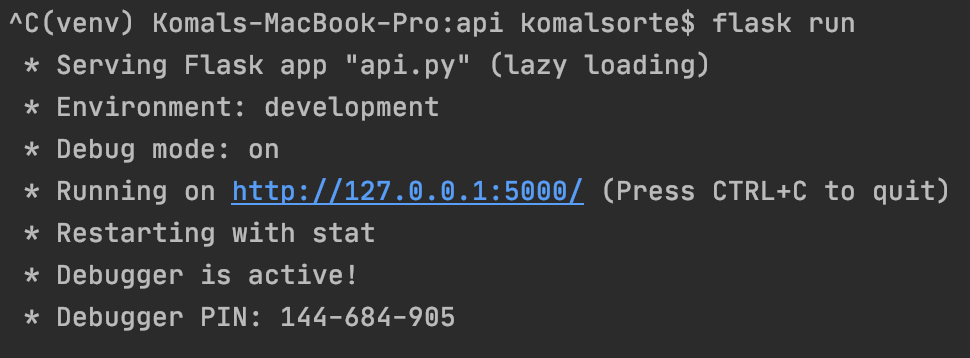 ^C(venv) Komals-MacBook-Pro:api komalsorte$ flask run
* Serving Flask app "api.py" (lazy loading)
* Environment: development
* Debug mode: on
* Running on http://127.0.0.1:5000/ (Press CTRL+C to quit)
* Restarting with stat
* Debugger is active!
* Debugger PIN: 144-684-905